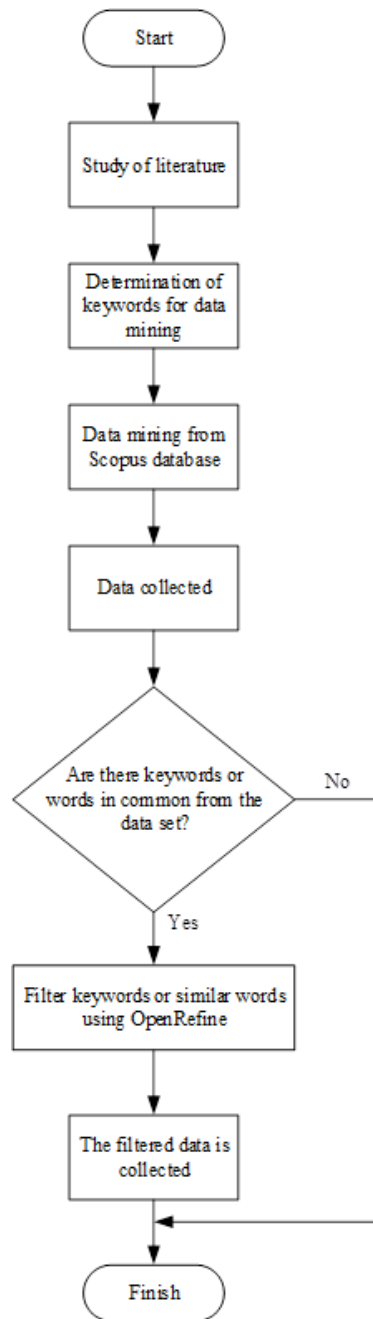 Start
Study of literature
Determination of
keywords for data
mining
Data mining from
Scopus database
Data collected
Are there keywords or
words in common from the
data set?
No
Yes
Filter keywords or similar words
using OpenRefine
The filtered data is
collected
Finish